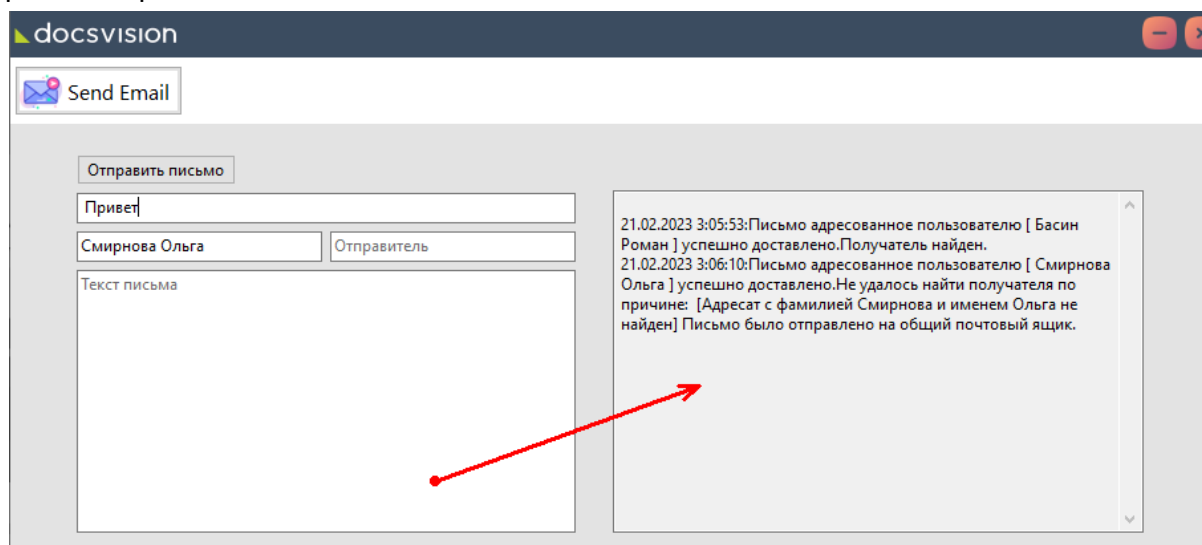 docsvision
Send Email
Отправить письмо
Привет
Смирнова Ольга
Отправитель
Текст письма
21.02.2023 3:05:53:Письмо адресованное пользователю [ Басин
Роман ] успешно доставлено.Получатель найден.
21.02.2023 3:06:10:Письмо адресованное пользователю [ Смирнова
Ольга ] успешно доставлено.Не удалось найти получателя по
причине:  [Адресат с фамилией Смирнова и именем Ольга не
найден] Письмо было отправлено на общий почтовый ящик.